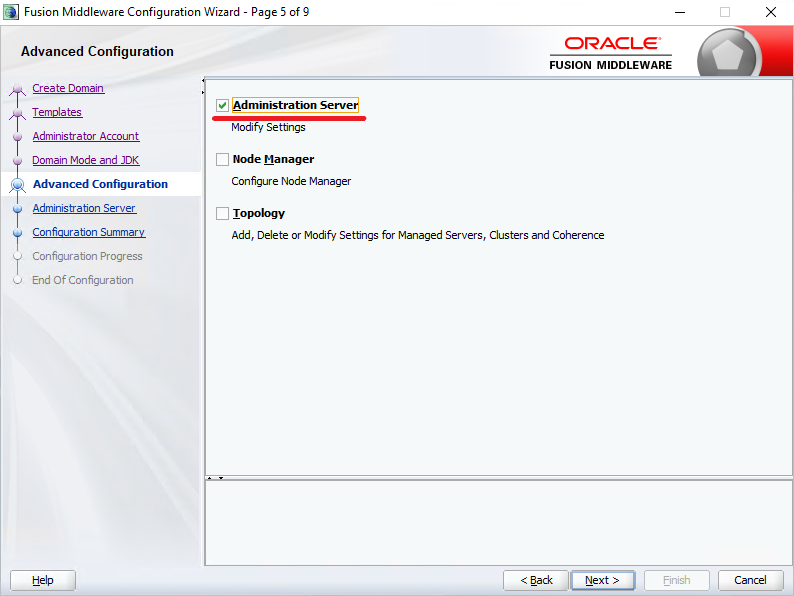 Fusion Middleware Configuration Wizard - Page 5 of 9
Advanced Configuration
ORACLE
FUSION MIDDLEWARE
Create Domain
Templates
Administrator Account
Domain Mode and JDK
Advanced Configuration
Administration Server
Configuration Summary
Configuration Progress
End Of Configuration
Administration Server
Modify Settings
Node Manager
Configure Node Manager
Topology
Add, Delete or Modify Settings for Managed Servers, Clusters and Coherence
Help
< Back
Next >
Finish
Cancel